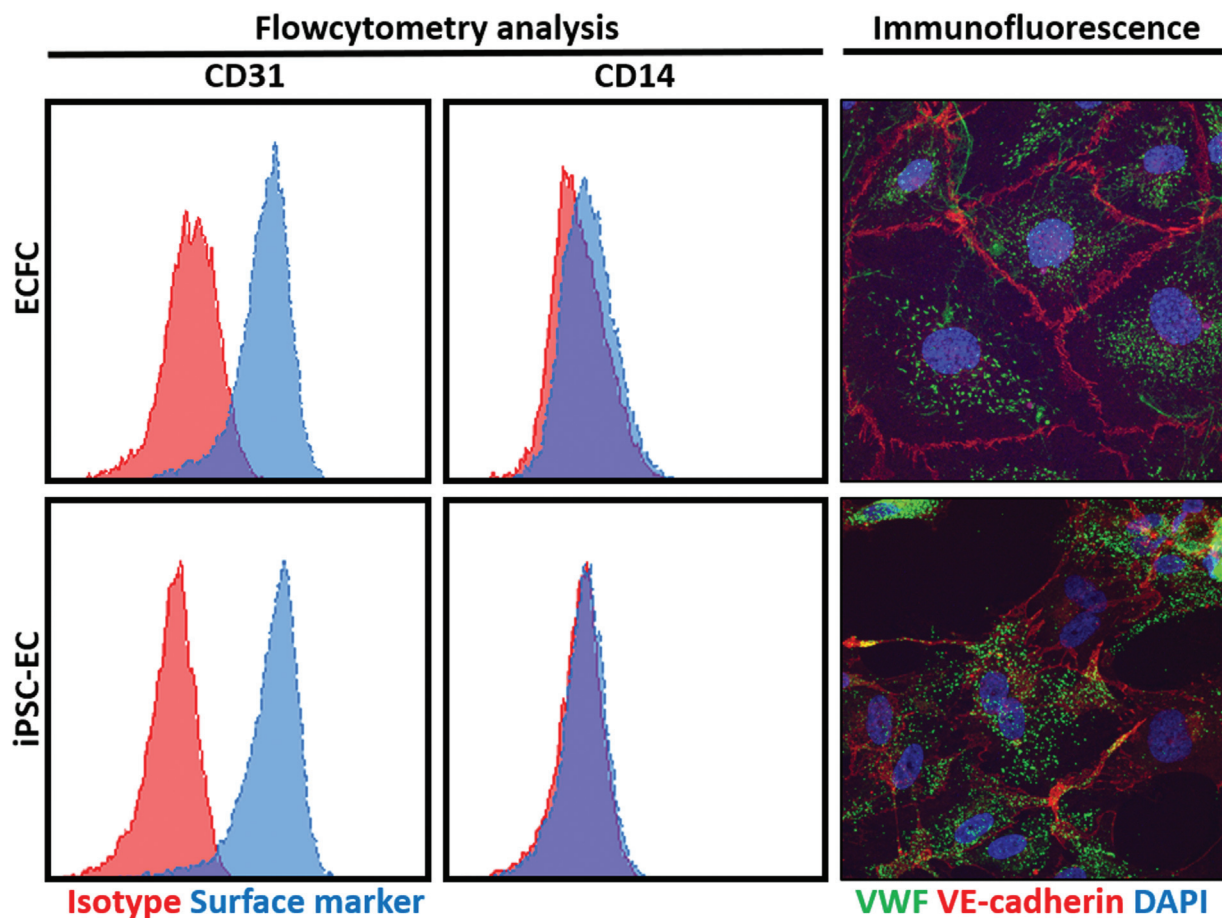 Flowcytometry analysis
Immunofluorescence
CD31
CD14
ECFC
iPSC-EC
Isotype Surface marker
VWF VE-cadherin DAPI